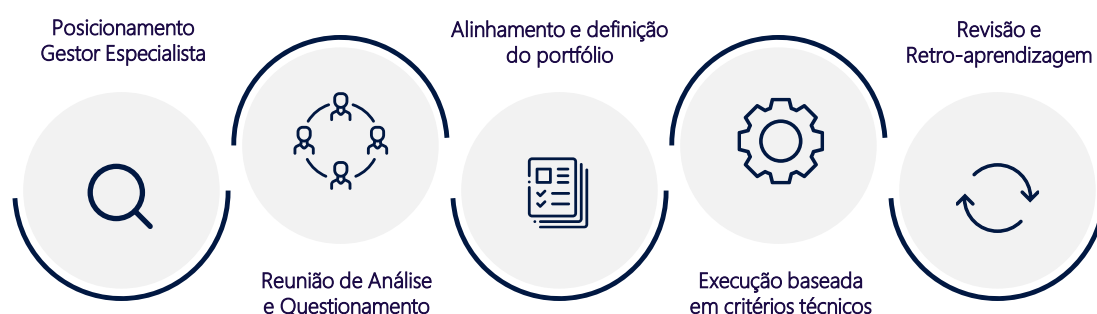 Posicionamento
Gestor Especialista
Reunião de Análise
e Questionamento
Alinhamento e definição
do portfólio
Execução baseada
em critérios técnicos
Revisão e
Retro-aprendizagem